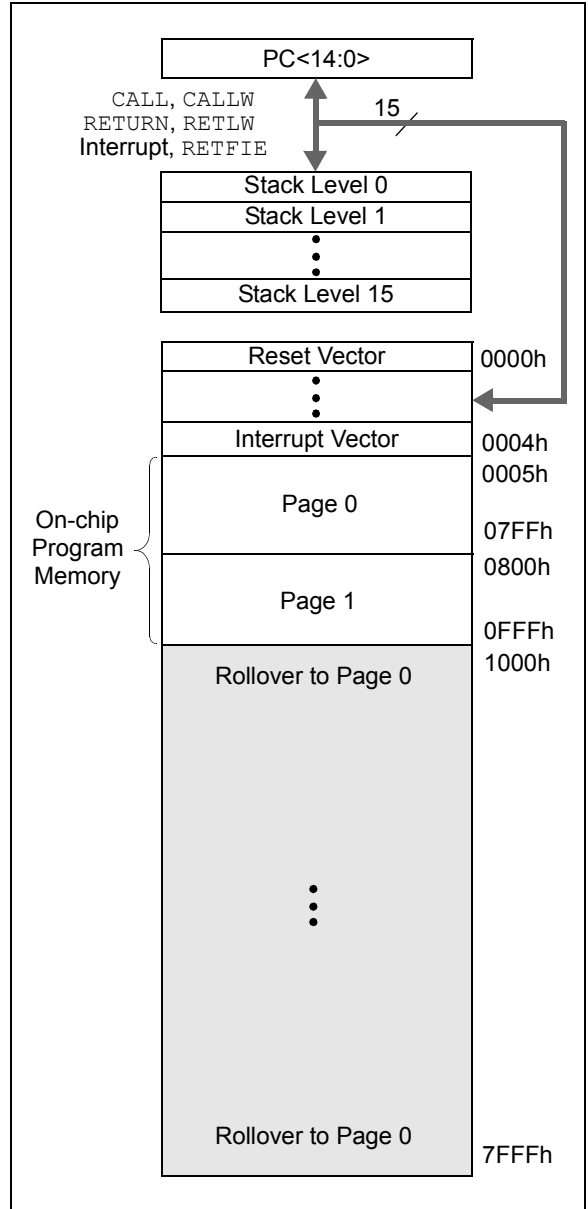 PC<14:0>
CALL, CALLW
RETURN, RETLW
Interrupt, RETFIE
15
Stack Level 0
Stack Level 1
Stack Level 15
Reset Vector
0000h
Interrupt Vector
0004h
0005h
On-chip
Program
Memory
Page 0
07FFh
0800h
Page 1
0FFFh
1000h
Rollover to Page 0
Rollover to Page 0
7FFFh